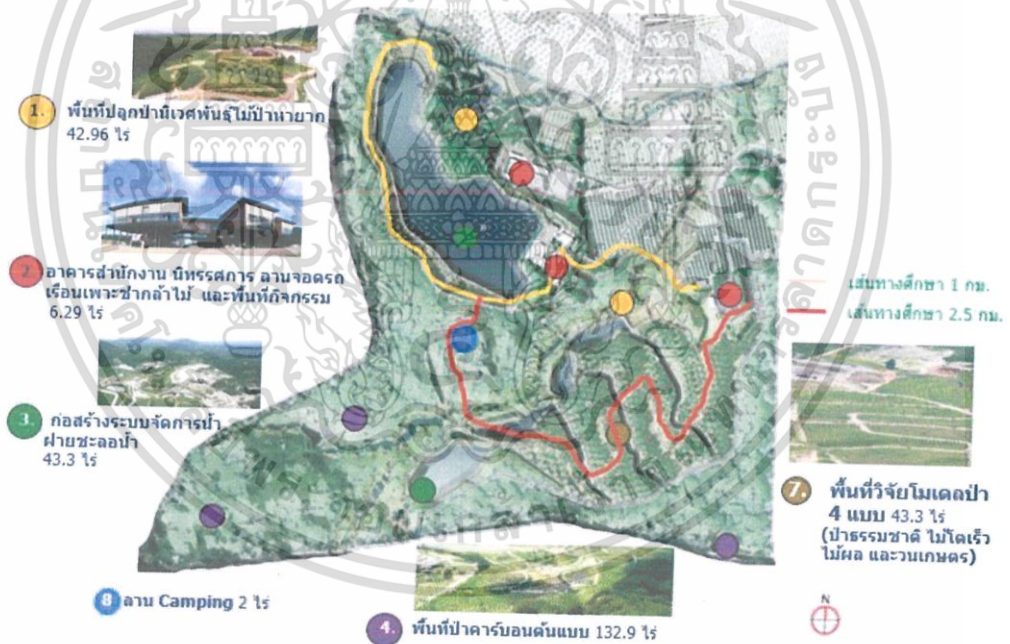 1. พื้นที่ปลูกป่านิเวศพันธุ์ไม้ป่าหายาก
42.96 ไร่
2. อาคารสำนักงาน นิทรรศการ ลานจอดรถ
เรือนเพาะชำกล้าไม้ และพื้นที่กิจกรรม
6.29 ไร่
3. ก่อสร้างระบบจัดการน้ำ
ฝายชะลอน้ำ
43.3 ไร่
8 ลาน Camping 2 ไร่
4. พื้นที่ป่าคาร์บอนต้นแบบ 132.9 ไร่
เส้นทางศึกษา 1 กม.
เส้นทางศึกษา 2.5 กม.
7. พื้นที่วิจัยโมเดลป่า
4 แบบ 43.3 ไร่
(ป่าธรรมชาติ ไม้โตเร็ว
ไม้ผล และวนเกษตร)
N